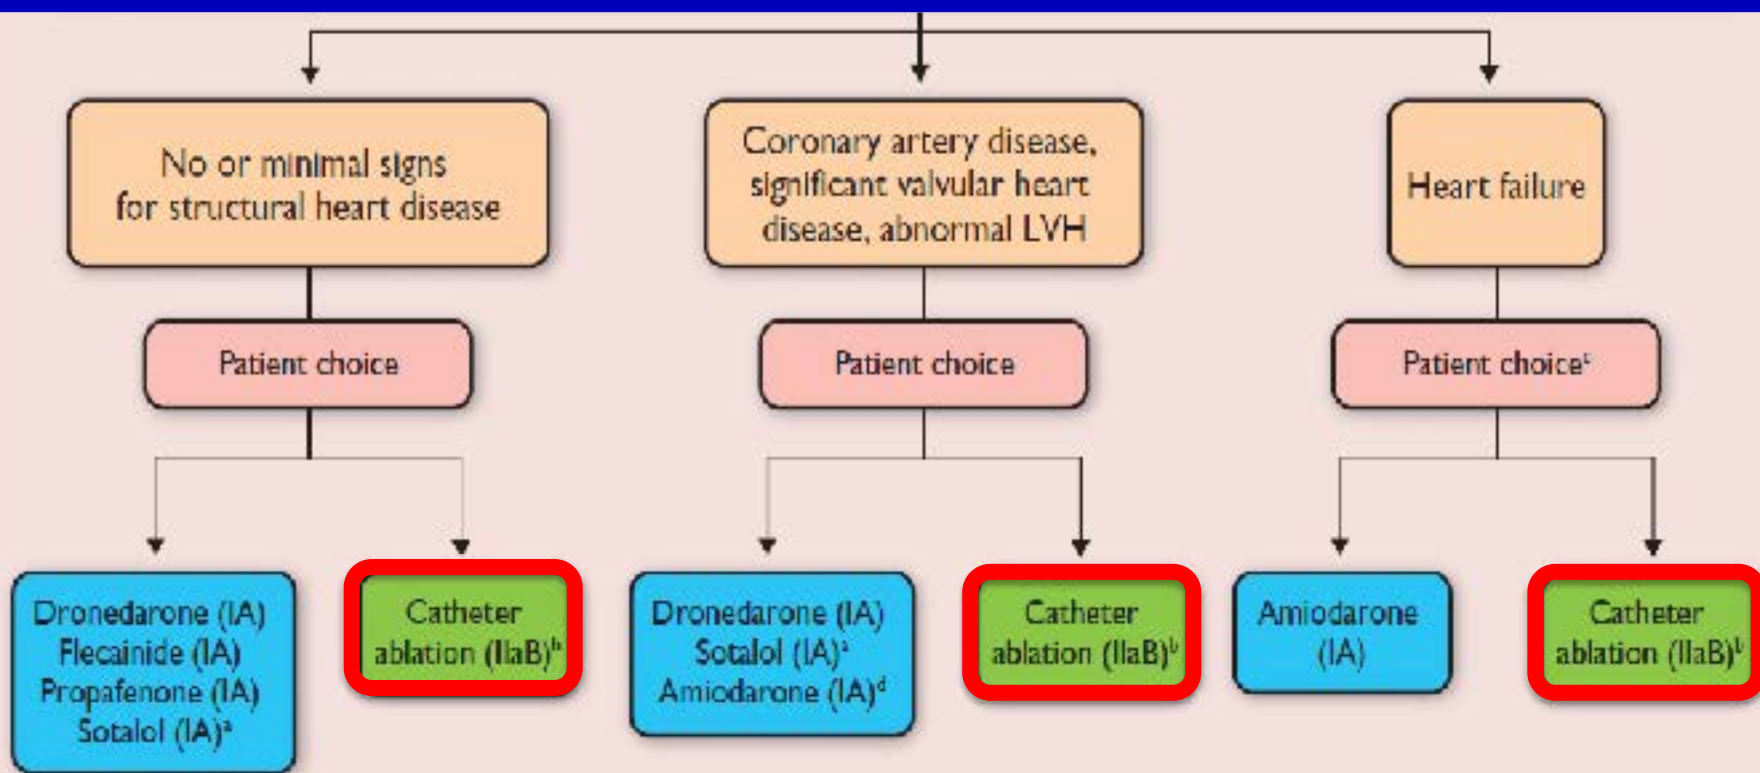 No or minimal signs
for structural heart disease
Coronary artery disease,
significant valvular heart
disease, abnormal LVH
Heart failure
Patient choice
Patient choice
Patient choiceᶜ
Dronedarone (IA)
Flecainide (IA)
Propafenone (IA)
Sotalol (IA)ᵃ
Catheter
ablation (IIaB)ᵇ
Dronedarone (IA)
Sotalol (IA)ᵃ
Amiodarone (IA)ᵈ
Catheter
ablation (IIaB)ᵇ
Amiodarone
(IA)
Catheter
ablation (IIaB)ᵇ